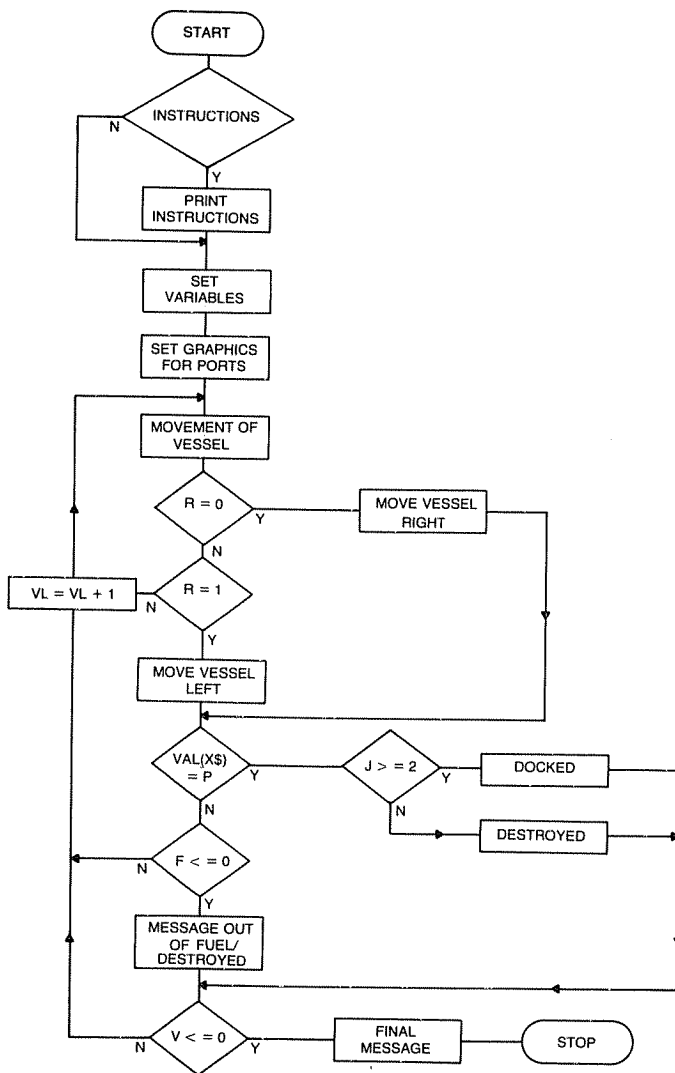 START
INSTRUCTIONS
N
Y
PRINT
INSTRUCTIONS
SET
VARIABLES
SET GRAPHICS
FOR PORTS
MOVEMENT OF
VESSEL
R = 0
Y
MOVE VESSEL
RIGHT
N
VL = VL + 1
N
R = 1
Y
MOVE VESSEL
LEFT
VAL(X$)
= P
Y
J > = 2
Y
DOCKED
N
N
DESTROYED
F < = 0
N
Y
MESSAGE OUT
OF FUEL/
DESTROYED
N
V < = 0
Y
FINAL
MESSAGE
STOP